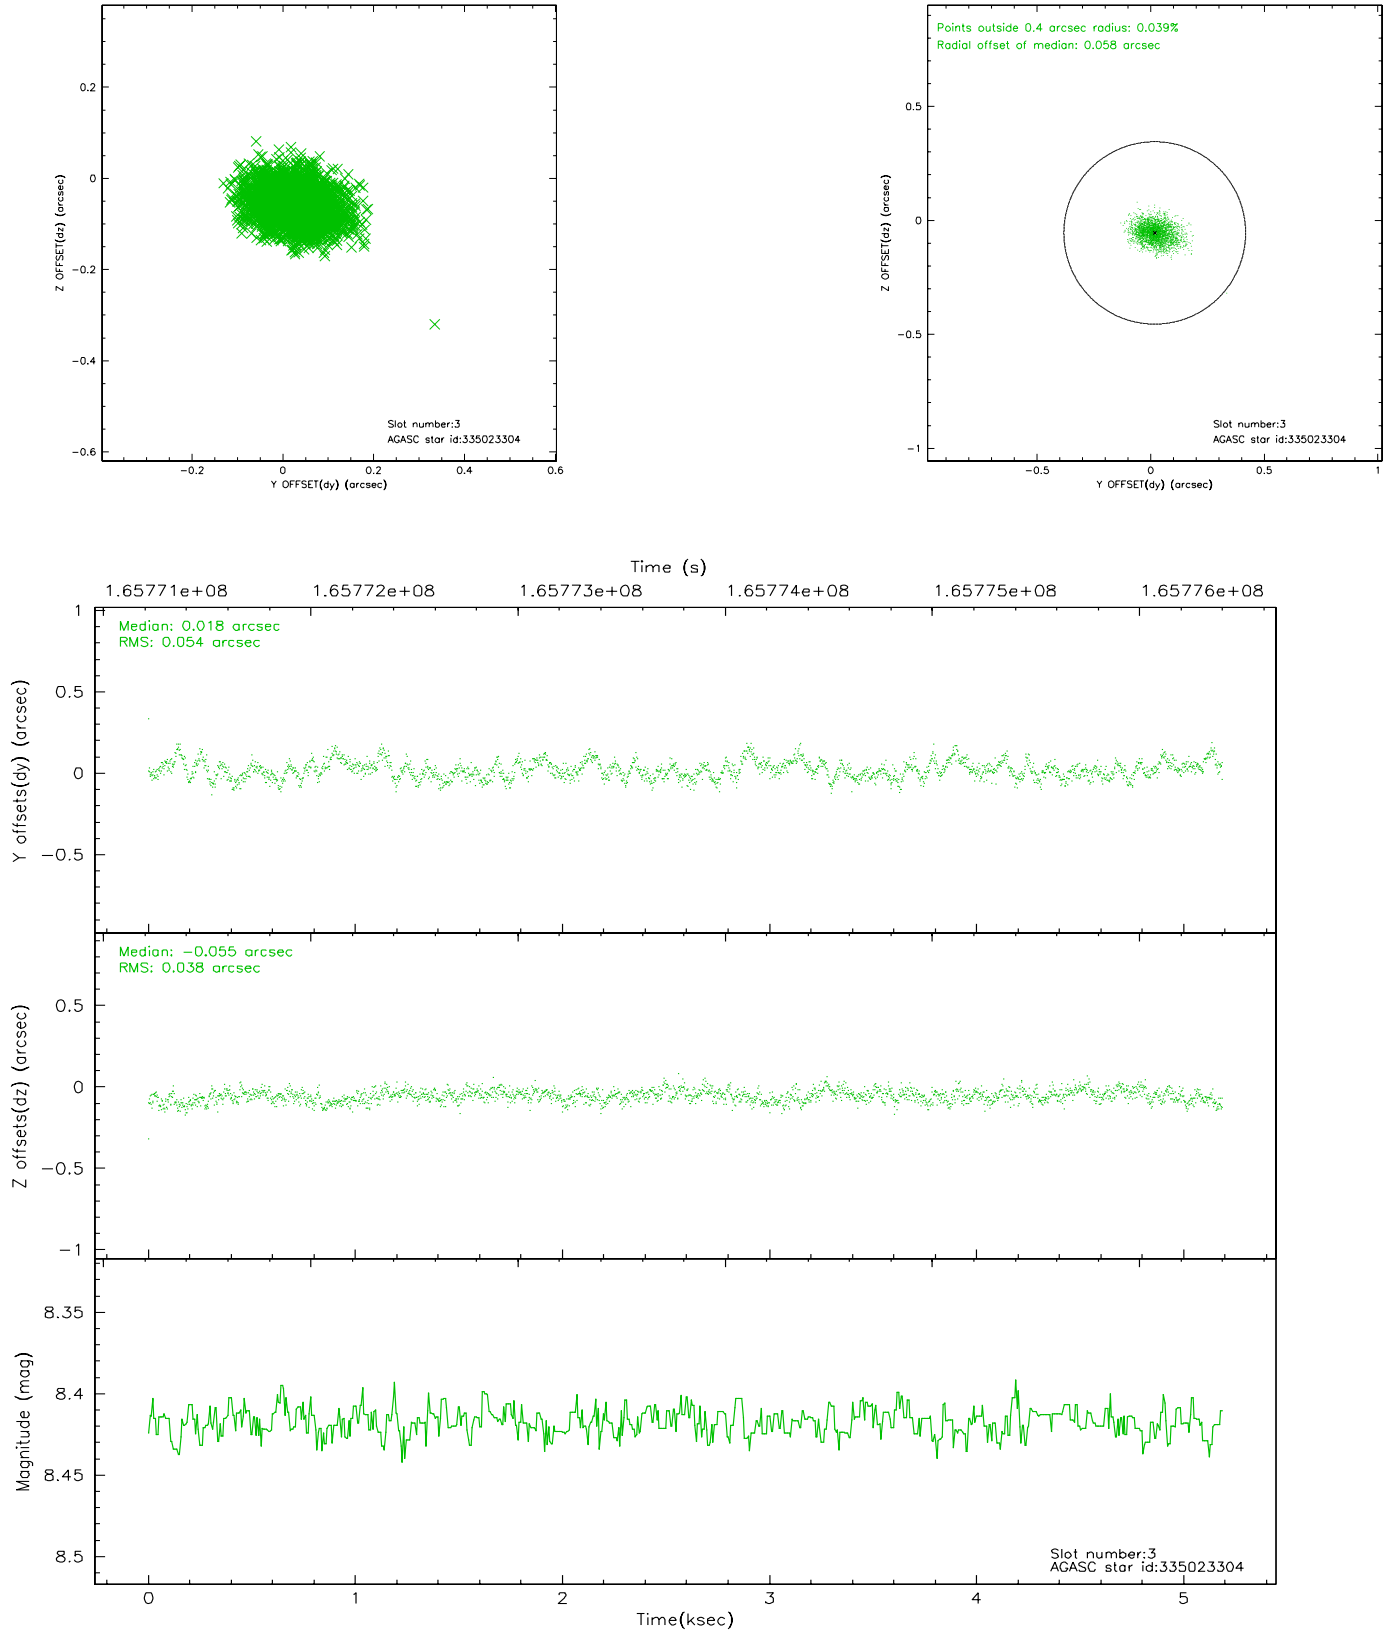 0.2
0
−0.2
−0.4
−0.6
Z OFFSET(dz) (arcsec)
−0.2
0
0.2
0.4
0.6
Y OFFSET(dy) (arcsec)
Slot number:3
AGASC star id:335023304
Points outside 0.4 arcsec radius: 0.039%
Radial offset of median: 0.058 arcsec
0.5
0
−0.5
−1
Z OFFSET(dz) (arcsec)
−0.5
0
0.5
1
Y OFFSET(dy) (arcsec)
Slot number:3
AGASC star id:335023304
Time (s)
1.65771e+08
1.65772e+08
1.65773e+08
1.65774e+08
1.65775e+08
1.65776e+08
Median: 0.018 arcsec
RMS: 0.054 arcsec
1
0.5
0
−0.5
Y offsets(dy) (arcsec)
Median: −0.055 arcsec
RMS: 0.038 arcsec
0.5
0
−0.5
−1
Z offsets(dz) (arcsec)
8.35
8.4
8.45
8.5
Magnitude (mag)
Slot number:3
AGASC star id:335023304
0
1
2
3
4
5
Time(ksec)